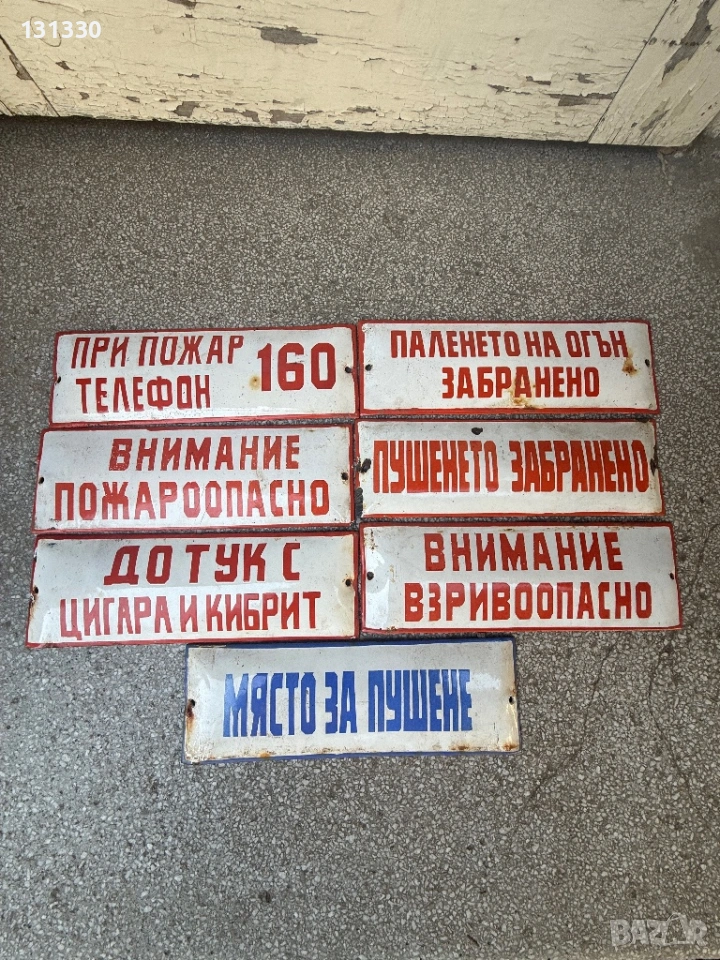 131330
ПРИ ПОЖАР
ТЕЛЕФОН
160
ПАЛЕНЕТО НА ОГЪН
ЗАБРАНЕНО
ВНИМАНИЕ
ПОЖАРООПАСНО
ПУШЕНЕТО ЗАБРАНЕНО
ДО ТУК С
ЦИГАРА И КИБРИТ
ВНИМАНИЕ
ВЗРИВООПАСНО
МЯСТО ЗА ПУШЕНЕ
BAZAR